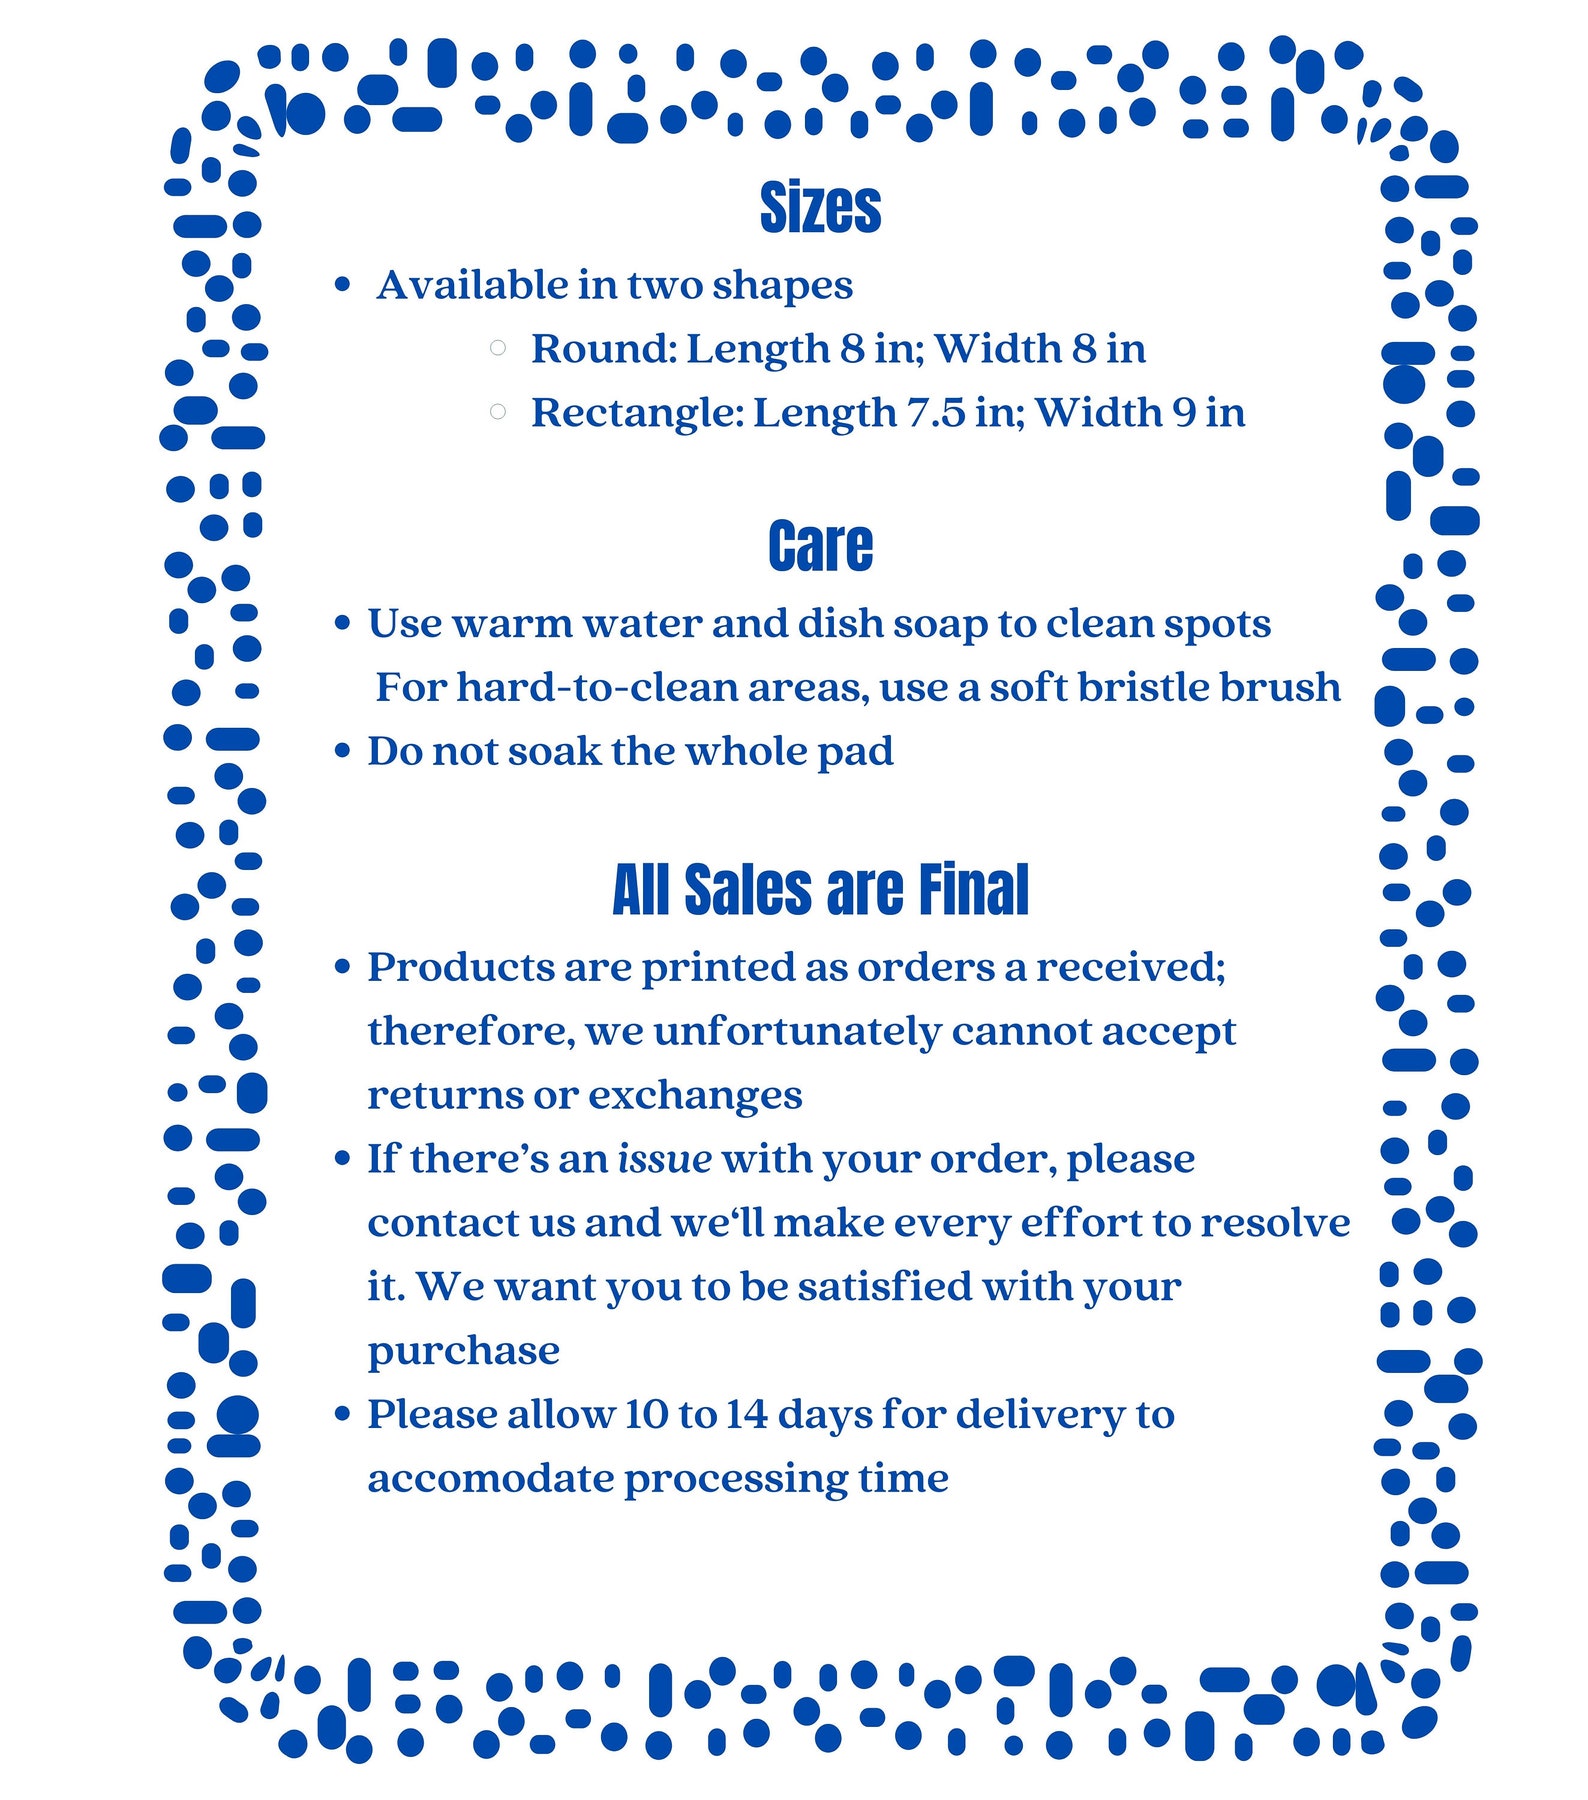 Sizes
• Available in two shapes
○ Round: Length 8 in; Width 8 in
○ Rectangle: Length 7.5 in; Width 9 in
Care
• Use warm water and dish soap to clean spots
For hard-to-clean areas, use a soft bristle brush
• Do not soak the whole pad
All Sales are Final
• Products are printed as orders a received;
therefore, we unfortunately cannot accept
returns or exchanges
• If there’s an issue with your order, please
contact us and we‘ll make every effort to resolve
it. We want you to be satisfied with your
purchase
• Please allow 10 to 14 days for delivery to
accomodate processing time